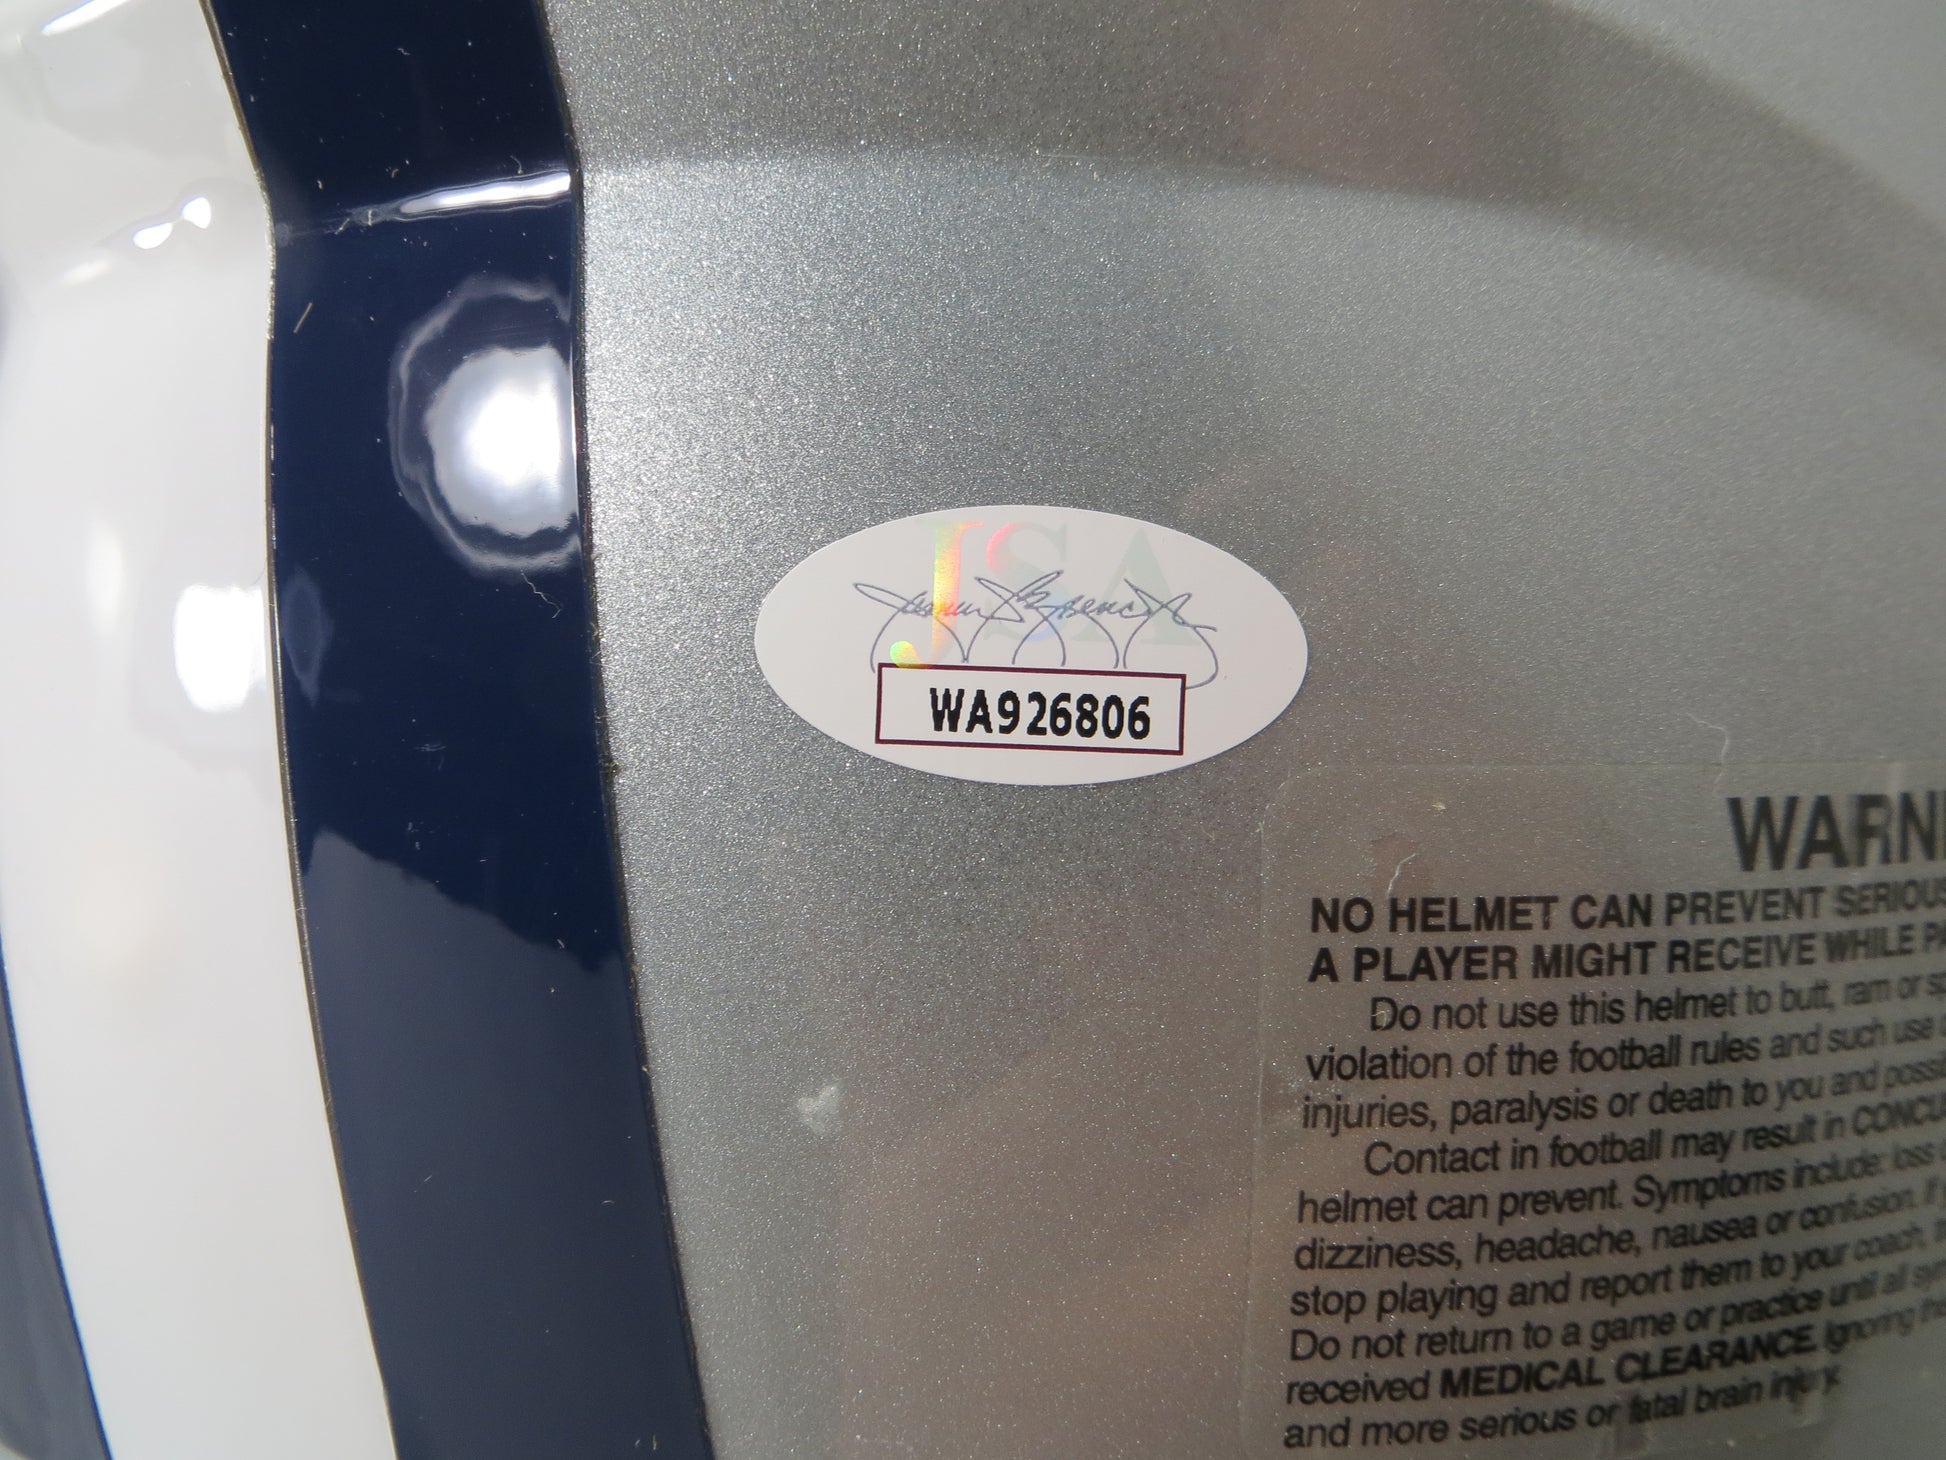 JSA
WA926806
NO HELMET CAN PREVENT SERIOUS
A PLAYER MIGHT RECEIVE WHILE
Do not use this helmet to butt, ram or
violation of the football rules and such use
injuries, paralysis or death to you and
Contact in football may result in
helmet can prevent. Symptoms include: loss
dizziness, headache, nausea or confusion. If
stop playing and report them to your coach,
Do not return to a game or practice until all
received MEDICAL CLEARANCE. Ignoring
and more serious or fatal brain injury.